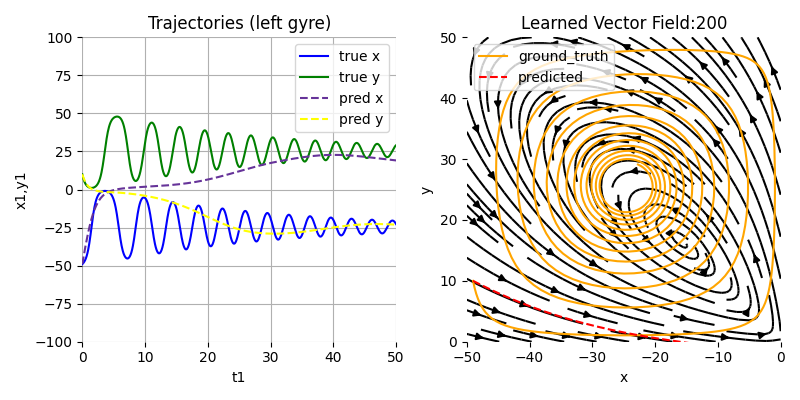 Trajectories (left gyre)
100
75
50
25
0
−25
−50
−75
−100
x1,y1
0
10
20
30
40
50
t1
true x
true y
pred x
pred y
Learned Vector Field:200
50
40
30
20
10
0
y
−50
−40
−30
−20
−10
0
x
ground_truth
predicted